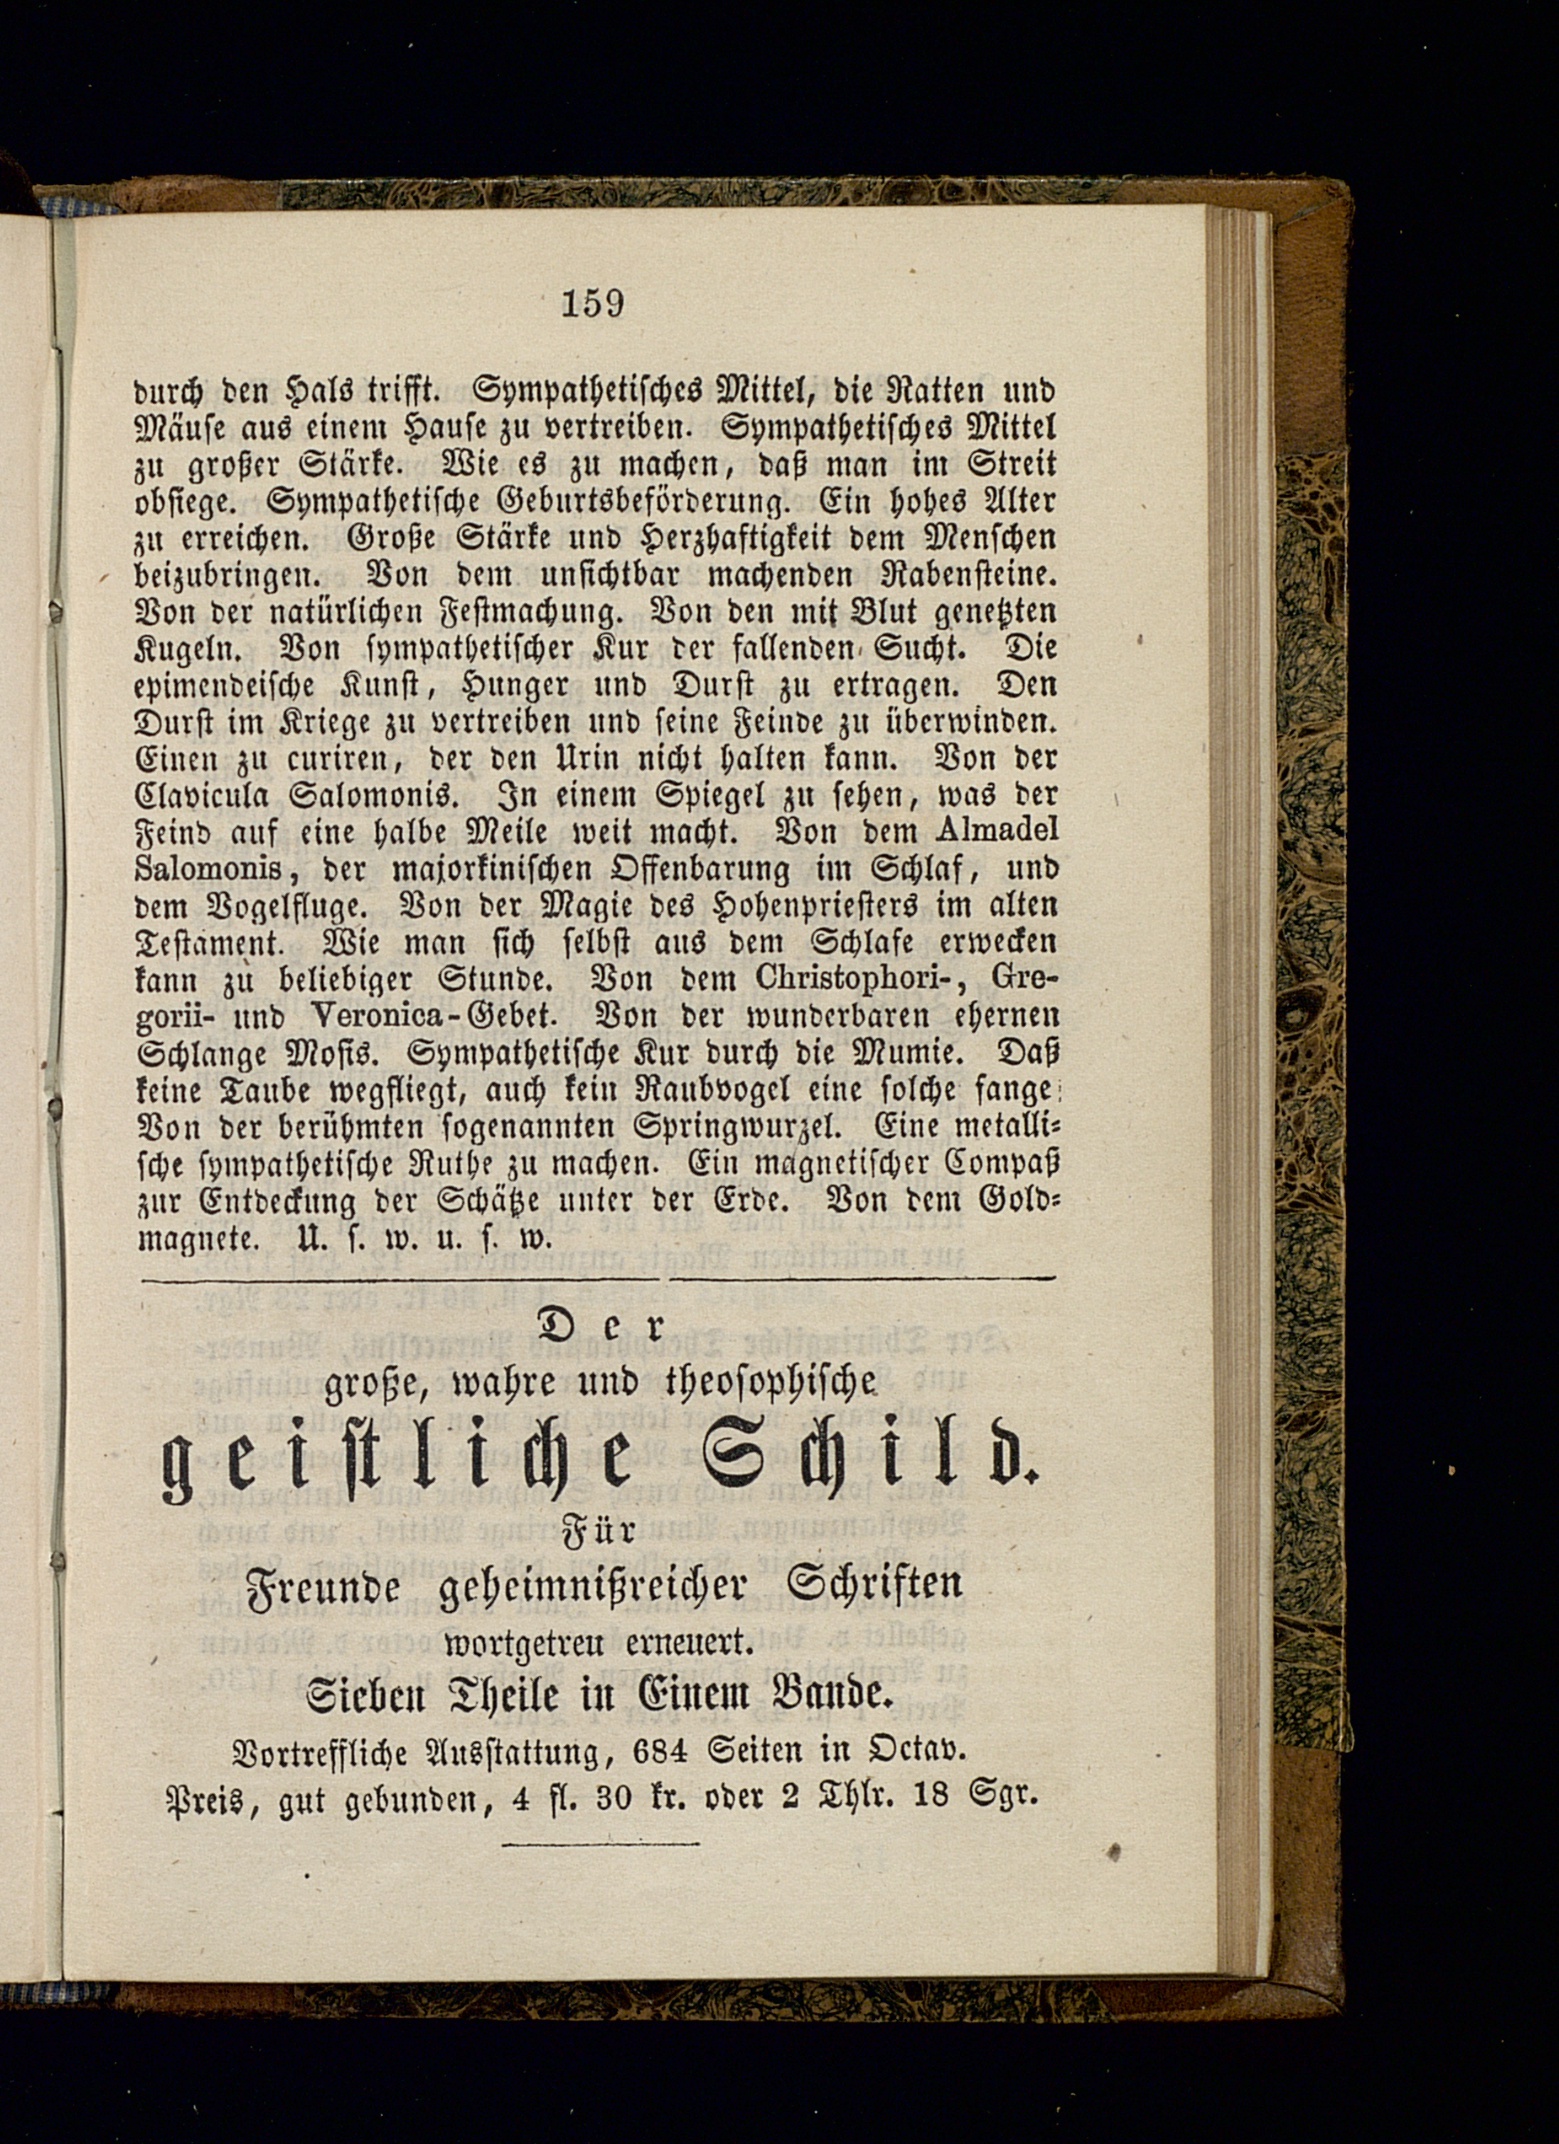 159
durch den Hals trifft. Sympathetisches Mittel, die Ratten und
Mäuse aus einem Hause zu vertreiben. Sympathetisches Mittel
zu großer Stärke. Wie es zu machen, daß man im Streit
obsiege. Sympathetische Geburtsbeförderung. Ein hohes Alter
zu erreichen. Große Stärke und Herzhaftigkeit dem Menschen
beizubringen. Von dem unsichtbar machenden Rabensteine.
Von der natürlichen Festmachung. Von den mit Blut genetzten
Kugeln. Von sympathetischer Kur der fallenden Sucht. Die
epimendeische Kunst, Hunger und Durst zu ertragen. Den
Durst im Kriege zu vertreiben und seine Feinde zu überwinden.
Einen zu curiren, der den Urin nicht halten kann. Von der
Clavicula Salomonis. In einem Spiegel zu sehen, was der
Feind auf eine halbe Meile weit macht. Von dem Almadel
Salomonis, der majorkinischen Offenbarung im Schlaf, und
dem Vogelfluge. Von der Magie des Hohenpriesters im alten
Testament. Wie man sich selbst aus dem Schlafe erwecken
kann zu beliebiger Stunde. Von dem Christophori-, Gre-
gorii- und Veronica-Gebet. Von der wunderbaren ehernen
Schlange Mosis. Sympathetische Kur durch die Mumie. Daß
keine Taube wegfliegt, auch kein Raubvogel eine solche fange.
Von der berühmten sogenannten Springwurzel. Eine metalli-
sche sympathetische Ruthe zu machen. Ein magnetischer Compaß
zur Entdeckung der Schätze unter der Erde. Von dem Gold-
magnete. U. s. w. u. s. w.
Der
große, wahre und theosophische
geistliche Schild.
Für
Freunde geheimnißreicher Schriften
wortgetreu erneuert.
Sieben Theile in Einem Bande.
Vortreffliche Ausstattung, 684 Seiten in Octav.
Preis, gut gebunden, 4 fl. 30 kr. oder 2 Thlr. 18 Sgr.